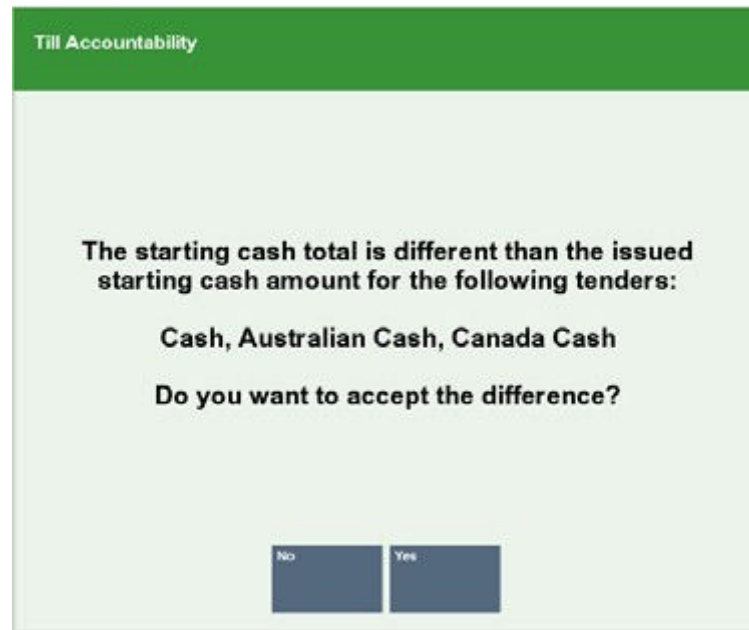 Till Accountability
The starting cash total is different than the issued
starting cash amount for the following tenders:
Cash, Australian Cash, Canada Cash
Do you want to accept the difference?
No
Yes